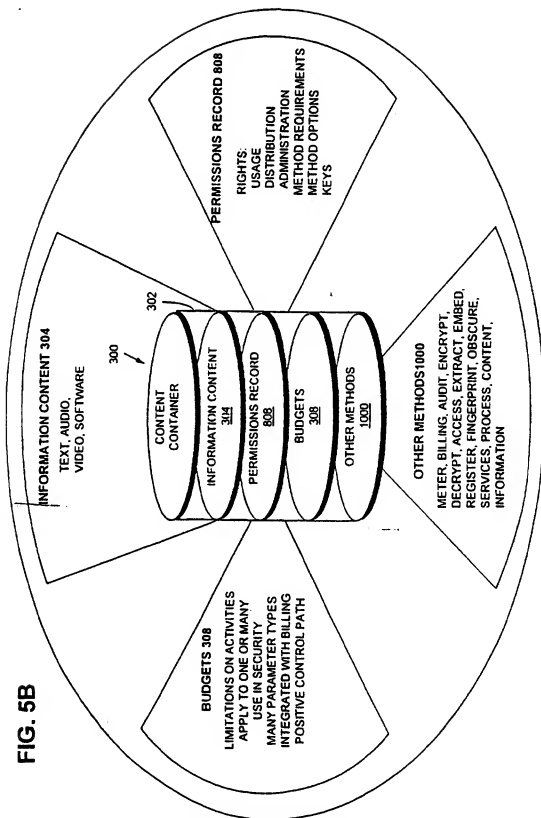 FIG. 5B
INFORMATION CONTENT 304
TEXT, AUDIO,
VIDEO, SOFTWARE
PERMISSIONS RECORD 808
RIGHTS:
USAGE
DISTRIBUTION
ADMINISTRATION
METHOD REQUIREMENTS
METHOD OPTIONS
KEYS
300
302
CONTENT
CONTAINER
INFORMATION CONTENT
304
PERMISSIONS RECORD
808
BUDGETS
308
OTHER METHODS
1000
BUDGETS 308
LIMITATIONS ON ACTIVITIES
APPLY TO ONE OR MANY
USE IN SECURITY
MANY PARAMETER TYPES
INTEGRATED WITH BILLING
POSITIVE CONTROL PATH
OTHER METHODS1000
METER, BILLING, AUDIT, ENCRYPT,
DECRYPT, ACCESS, EXTRACT, EMBED,
REGISTER, FINGERPRINT, OBSCURE,
SERVICES, PROCESS, CONTENT,
INFORMATION